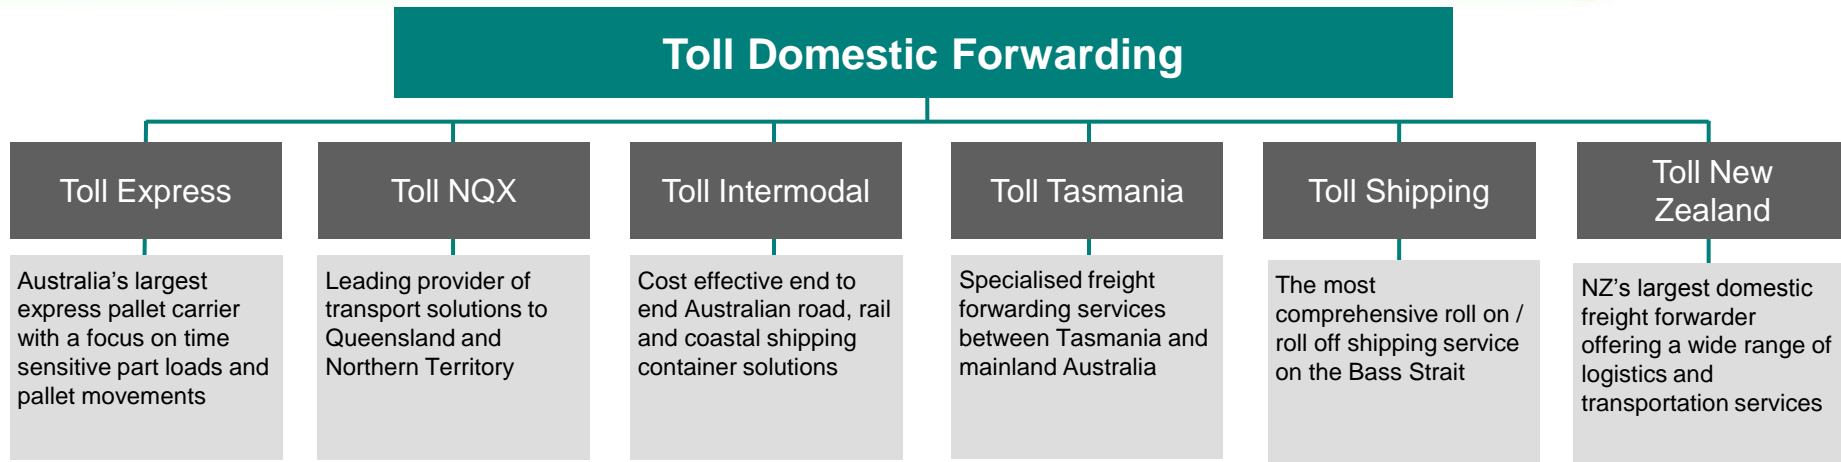 Toll Domestic Forwarding
Toll Express
Australia’s largest
express pallet carrier
with a focus on time
sensitive part loads and
pallet movements
Toll NQX
Leading provider of
transport solutions to
Queensland and
Northern Territory
Toll Intermodal
Cost effective end to
end Australian road, rail
and coastal shipping
container solutions
Toll Tasmania
Specialised freight
forwarding services
between Tasmania and
mainland Australia
Toll Shipping
The most
comprehensive roll on /
roll off shipping service
on the Bass Strait
Toll New
Zealand
NZ’s largest domestic
freight forwarder
offering a wide range of
logistics and
transportation services